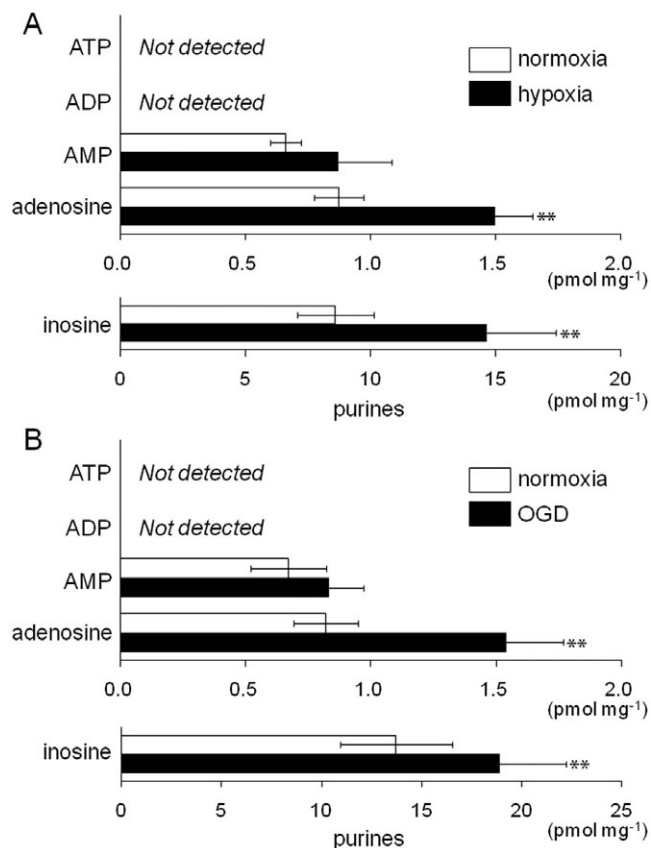 A
ATP Not detected
normoxia
ADP Not detected
hypoxia
AMP
adenosine
**
0.0 0.5 1.0 1.5 2.0
(pmol mg-1)
inosine
**
0 5 10 15 20
purines (pmol mg-1)
B
ATP Not detected
normoxia
ADP Not detected
OGD
AMP
adenosine
**
0.0 0.5 1.0 1.5 2.0
(pmol mg-1)
inosine
**
0 5 10 15 20 25
purines (pmol mg-1)